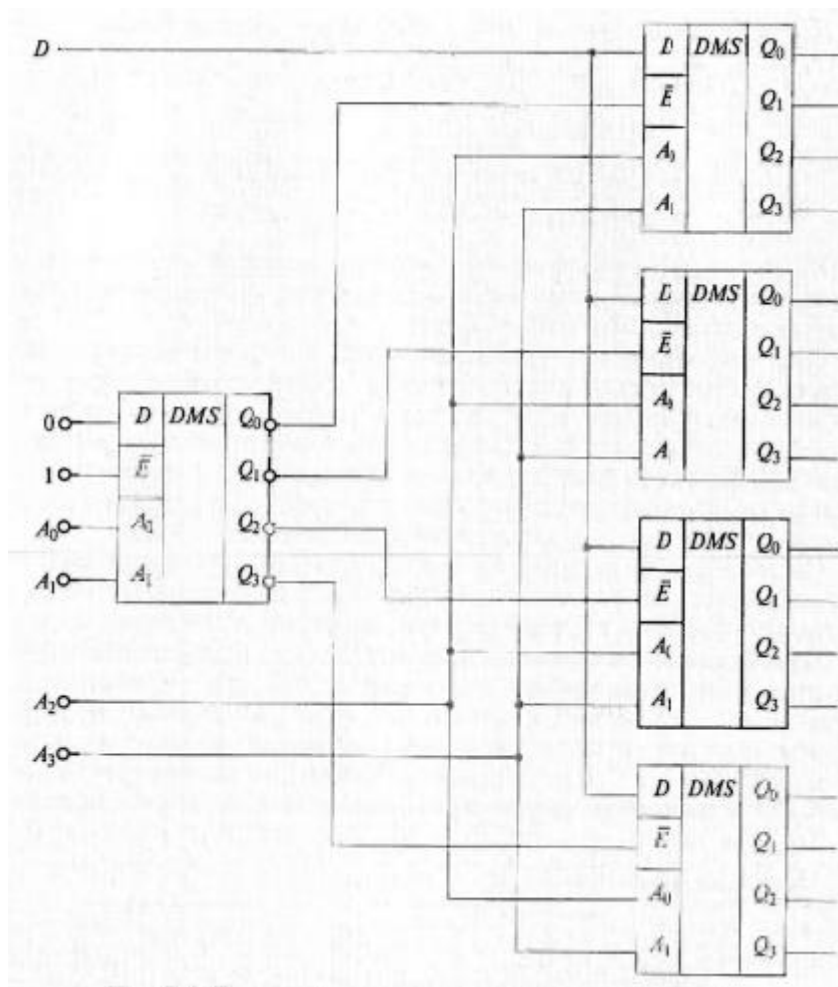 D
D DMS Q0
E̅ Q1
A0 Q2
A1 Q3
DMS Q0
E̅ Q1
A0 Q2
A Q3
0 D DMS Q0
1 E̅ Q1
A0 A0 Q2
A1 A1 Q3
D DMS Q0
E̅ Q1
Q2
A1 Q3
A2
A3
D DMS Q0
E̅ Q1
A0 Q2
A1 Q3